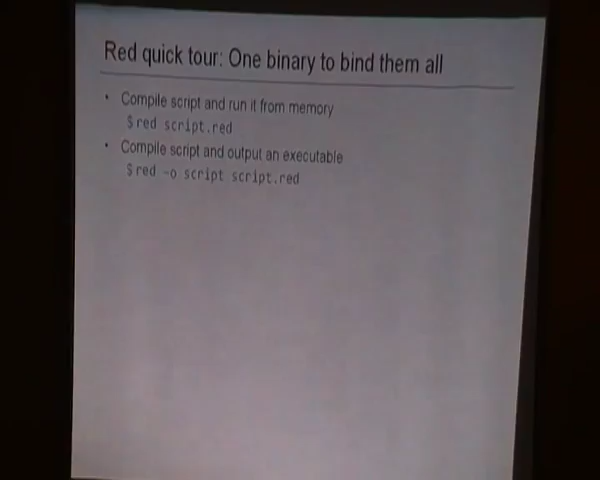 Red quick tour: One binary to bind them all
• Compile script and run it from memory
$ red script.red
• Compile script and output an executable
$ red -o script script.red